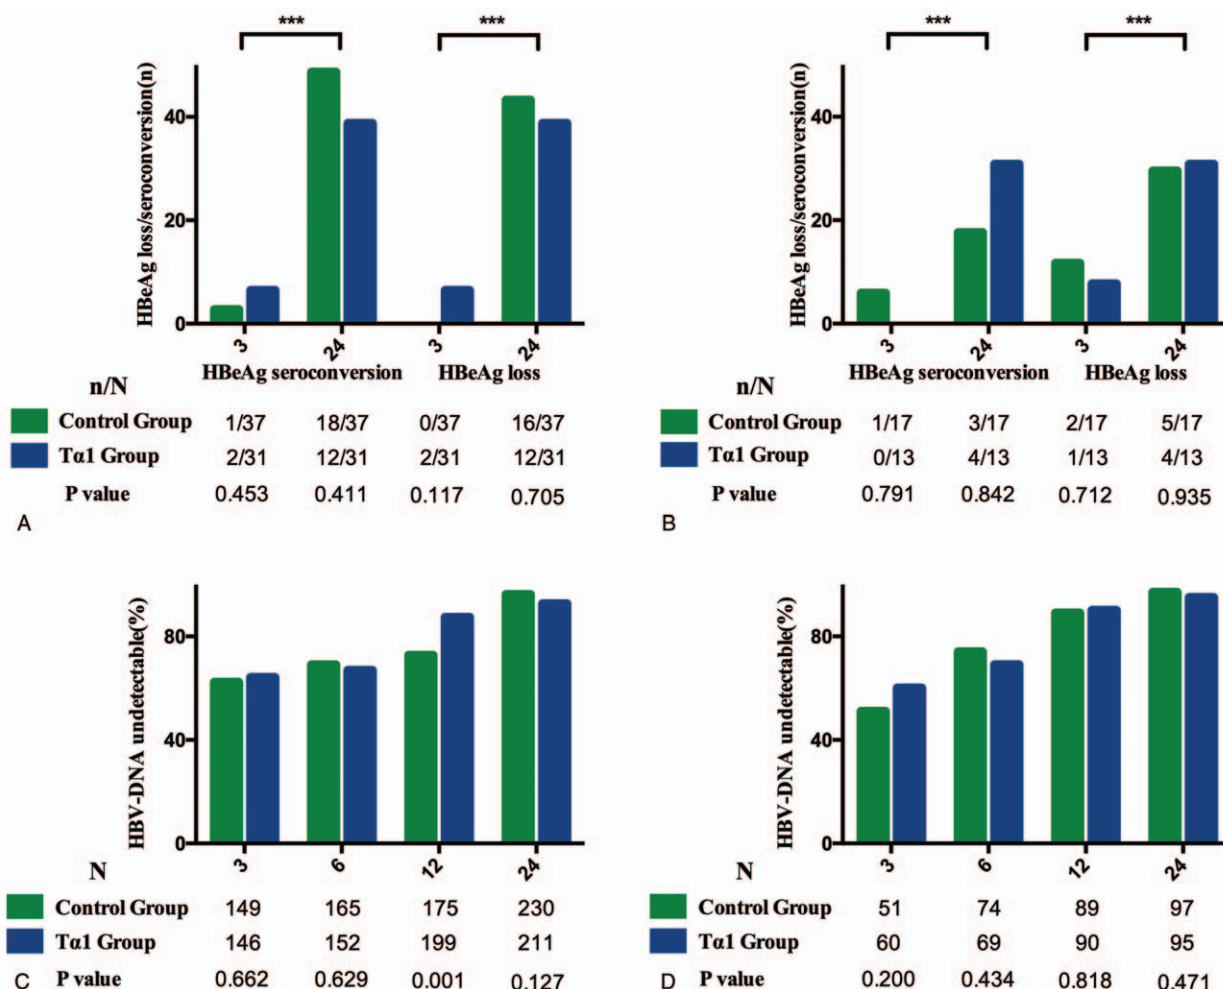 *** ***
HBeAg loss/seroconversion(n)
40
20
0
3 24 3 24
HBeAg seroconversion HBeAg loss
n/N
Control Group 1/37 18/37 0/37 16/37
Tα1 Group 2/31 12/31 2/31 12/31
P value 0.453 0.411 0.117 0.705
A
*** ***
HBeAg loss/seroconversion(n)
40
20
0
3 24 3 24
HBeAg seroconversion HBeAg loss
n/N
Control Group 1/17 3/17 2/17 5/17
Tα1 Group 0/13 4/13 1/13 4/13
P value 0.791 0.842 0.712 0.935
B
HBV-DNA undetectable(%)
80
40
0
3 6 12 24
N
Control Group 149 165 175 230
Tα1 Group 146 152 199 211
C P value 0.662 0.629 0.001 0.127
HBV-DNA undetectable(%)
80
40
0
3 6 12 24
N
Control Group 51 74 89 97
Tα1 Group 60 69 90 95
D P value 0.200 0.434 0.818 0.471